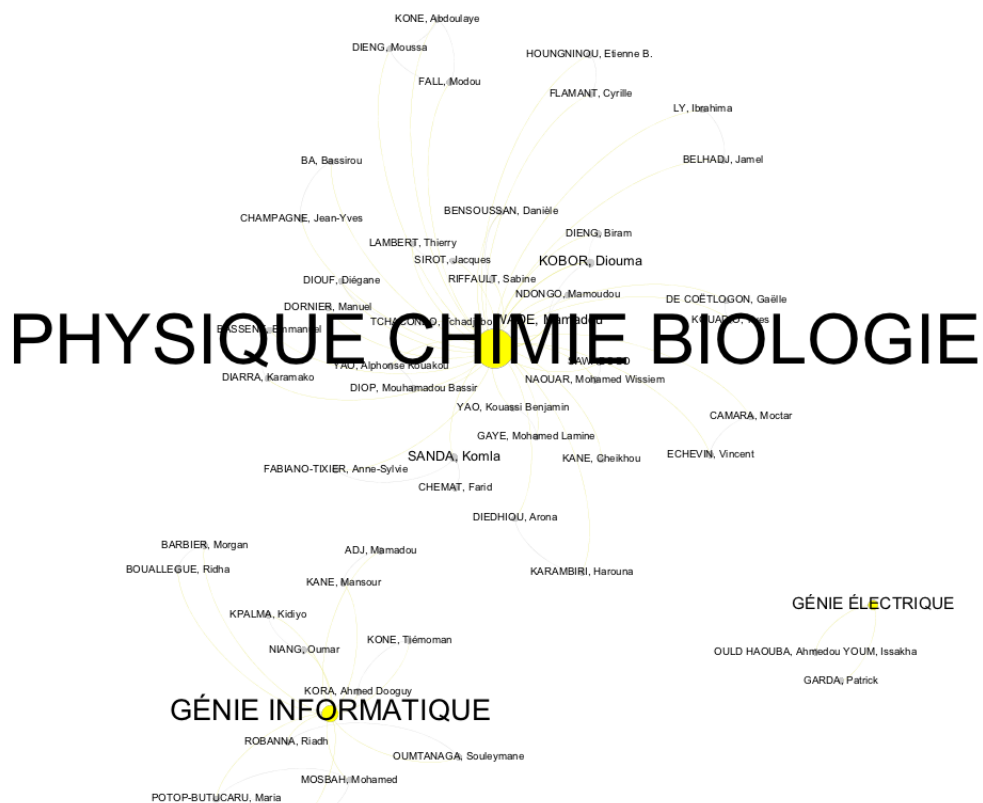 KONE, Abdoulaye
DIENG, Moussa
HOUNGNINOU, Etienne B.
FALL, Modou
FLAMANT, Cyrille
LY, Ibrahima
BA, Bassirou
BELHADJ, Jamel
BENSOUSSAN, Danièle
CHAMPAGNE, Jean-Yves
DIENG, Biram
LAMBERT, Thierry
SIROT, Jacques
KOBOR, Diouma
DIOUF, Diégane
RIFFAULT, Sabine
NDONGO, Mamoudou
DE COËTLOGON, Gaëlle
DORNIER, Manuel
WADE, Mamadou
PHYSIQUE CHIMIE BIOLOGIE
YAO, Alphonse Kouakou
DIARRA, Karamako
NAOUAR, Mohamed Wissiem
DIOP, Mouhamadou Bassir
YAO, Kouassi Benjamin
CAMARA, Moctar
GAYE, Mohamed Lamine
SANDA, Komla
KANE, Cheikhou
ECHEVIN, Vincent
FABIANO-TIXIER, Anne-Sylvie
CHEMAT, Farid
DIEDHIOU, Arona
BARBIER, Morgan
ADJ, Mamadou
BOUALLEGUE, Ridha
KARAMBIRI, Harouna
KANE, Mansour
GÉNIE ÉLECTRIQUE
KPALMA, Kidiyo
KONE, Tiémoman
NIANG, Oumar
OULD HAOUBA, Ahmedou YOUM, Issakha
GARDA, Patrick
KORA, Ahmed Dooguy
GÉNIE INFORMATIQUE
ROBANNA, Riadh
OUMTANAGA, Souleymane
MOSBAH, Mohamed
POTOP-BUTUCARU, Maria